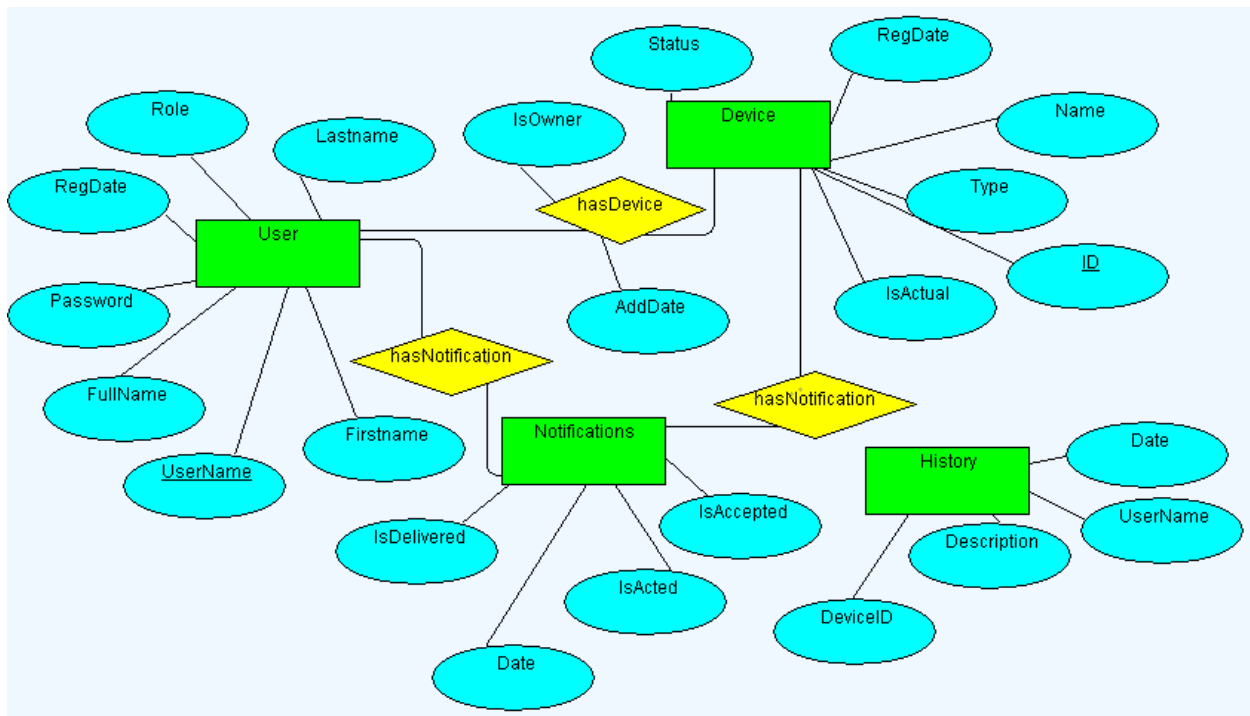 Status
RegDate
Role
IsOwner
Device
Name
Lastname
RegDate
Type
hasDevice
User
ID
Password
IsActual
AddDate
hasNotification
FullName
hasNotification
Firstname
Notifications
Date
UserName
History
IsAccepted
UserName
IsDelivered
Description
IsActed
DeviceID
Date